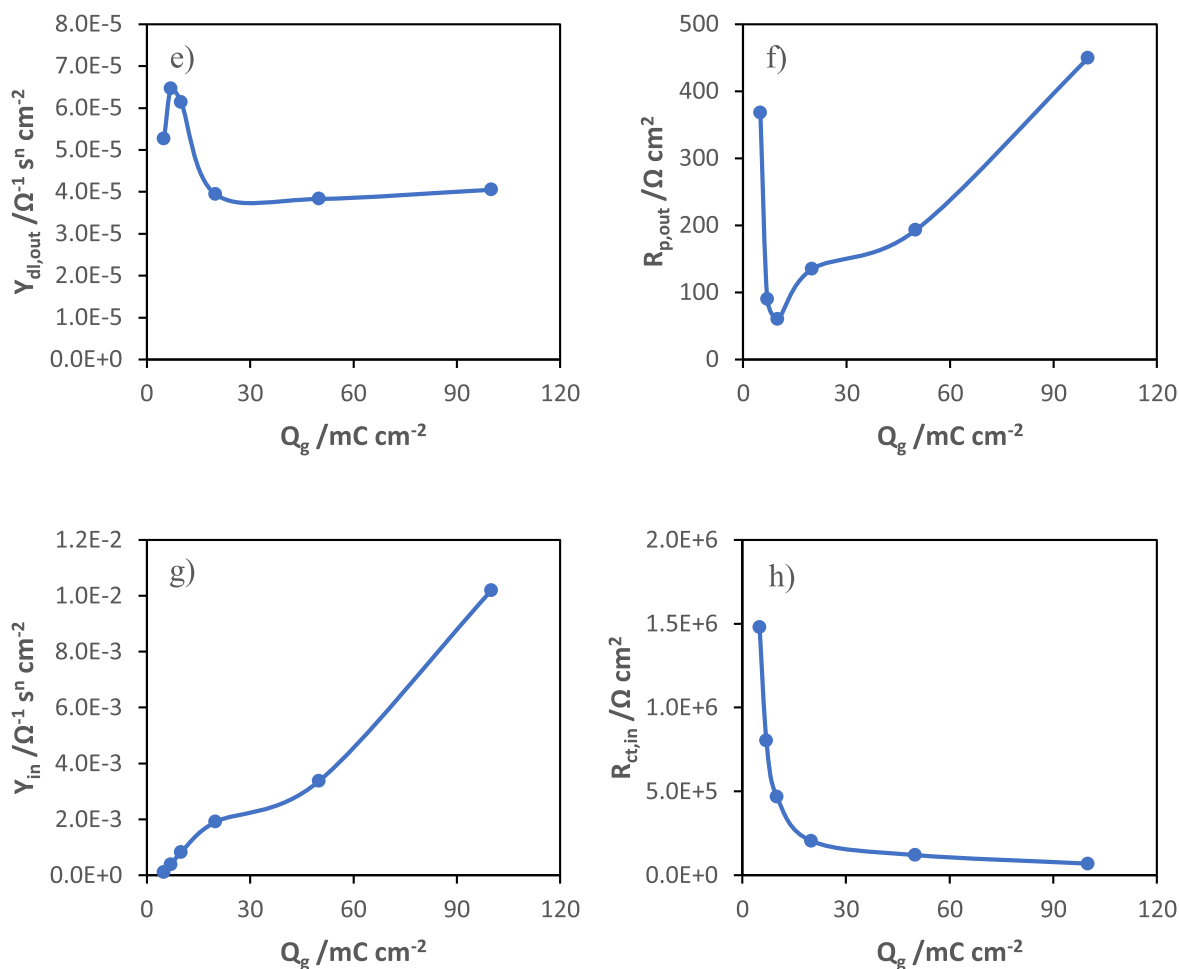 e)
Y_dl,out /Ω⁻¹ sⁿ cm⁻²
8.0E-5
7.0E-5
6.0E-5
5.0E-5
4.0E-5
3.0E-5
2.0E-5
1.0E-5
0.0E+0
0 30 60 90 120
Q_g /mC cm⁻²
f)
R_p,out /Ω cm²
500
400
300
200
100
0
0 30 60 90 120
Q_g /mC cm⁻²
g)
Y_in /Ω⁻¹ sⁿ cm⁻²
1.2E-2
1.0E-2
8.0E-3
6.0E-3
4.0E-3
2.0E-3
0.0E+0
0 30 60 90 120
Q_g /mC cm⁻²
h)
R_ct,in /Ω cm²
2.0E+6
1.5E+6
1.0E+6
5.0E+5
0.0E+0
0 30 60 90 120
Q_g /mC cm⁻²